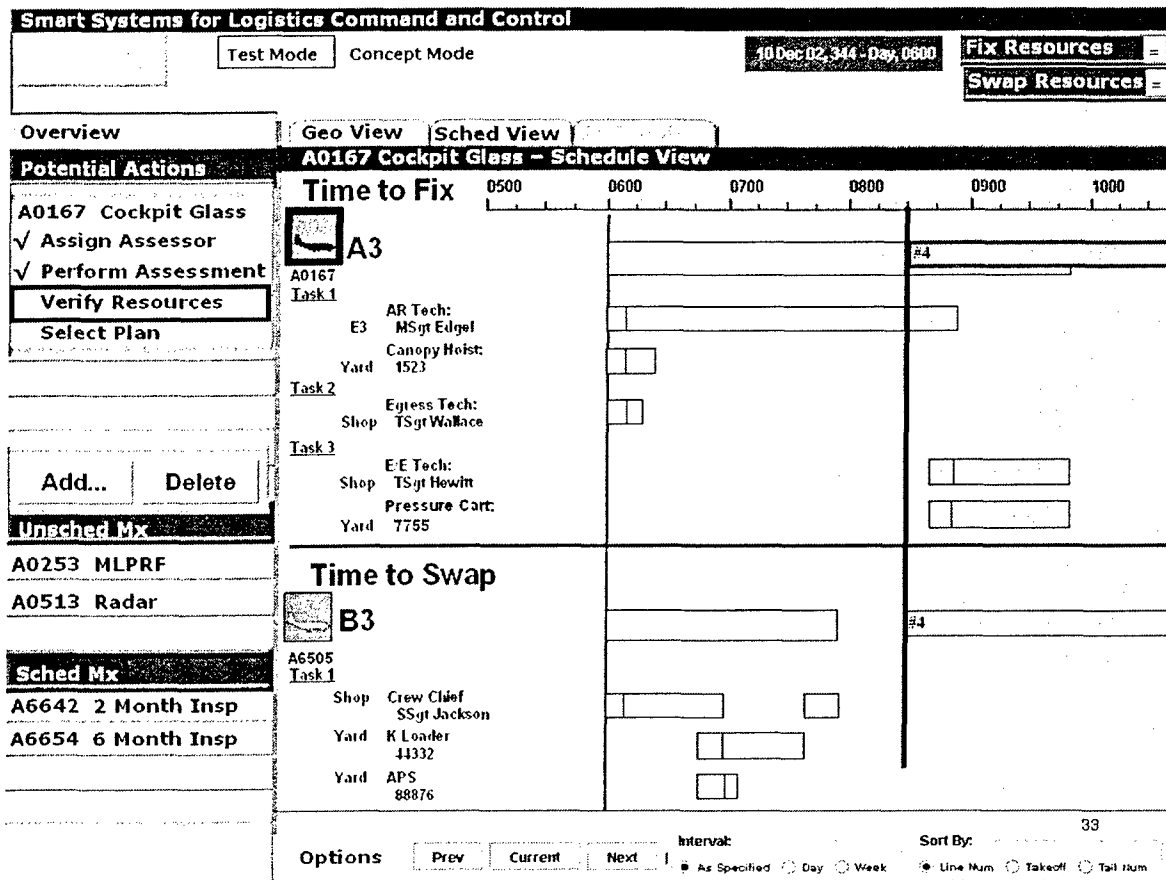 Smart Systems for Logistics Command and Control
Test Mode Concept Mode
10 Dec 02, 344 - Day, 0600
Fix Resources =
Swap Resources =
Overview
Geo View Sched View
Potential Actions
A0167 Cockpit Glass – Schedule View
A0167 Cockpit Glass
√ Assign Assessor
√ Perform Assessment
Verify Resources
Select Plan
Add... Delete
Unsched Mx
A0253 MLPRF
A0513 Radar
Sched Mx
A6642 2 Month Insp
A6654 6 Month Insp
Time to Fix
0500 0600 0700 0800 0900 1000
A3
#4
A0167
Task 1
AR Tech:
E3 MSgt Edgel
Canopy Hoist:
Yard 1523
Task 2
Egress Tech:
Shop TSgt Wallace
Task 3
E/E Tech:
Shop TSgt Hewitt
Pressure Cart:
Yard 7755
Time to Swap
B3
#4
A6505
Task 1
Shop Crew Chief
SSgt Jackson
Yard K Loader
44332
Yard APS
88876
33
Options Prev Current Next
Interval:
As Specified Day Week
Sort By:
Line Num Takeoff Tail Num